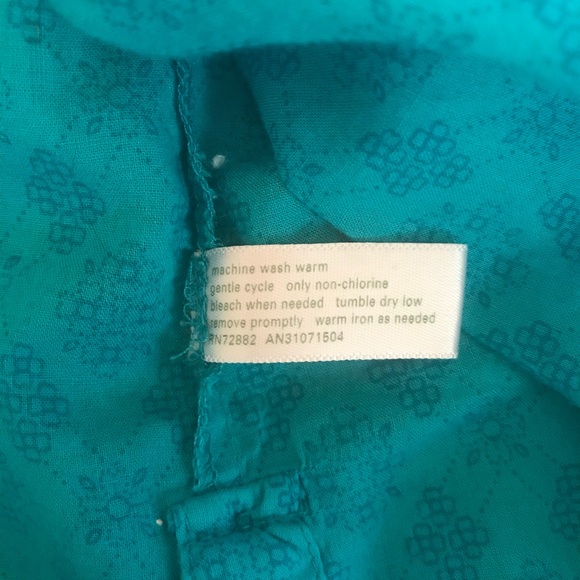 machine wash warm
gentle cycle only non-chlorine
bleach when needed tumble dry low
remove promptly warm iron as needed
RN72882 AN31071504